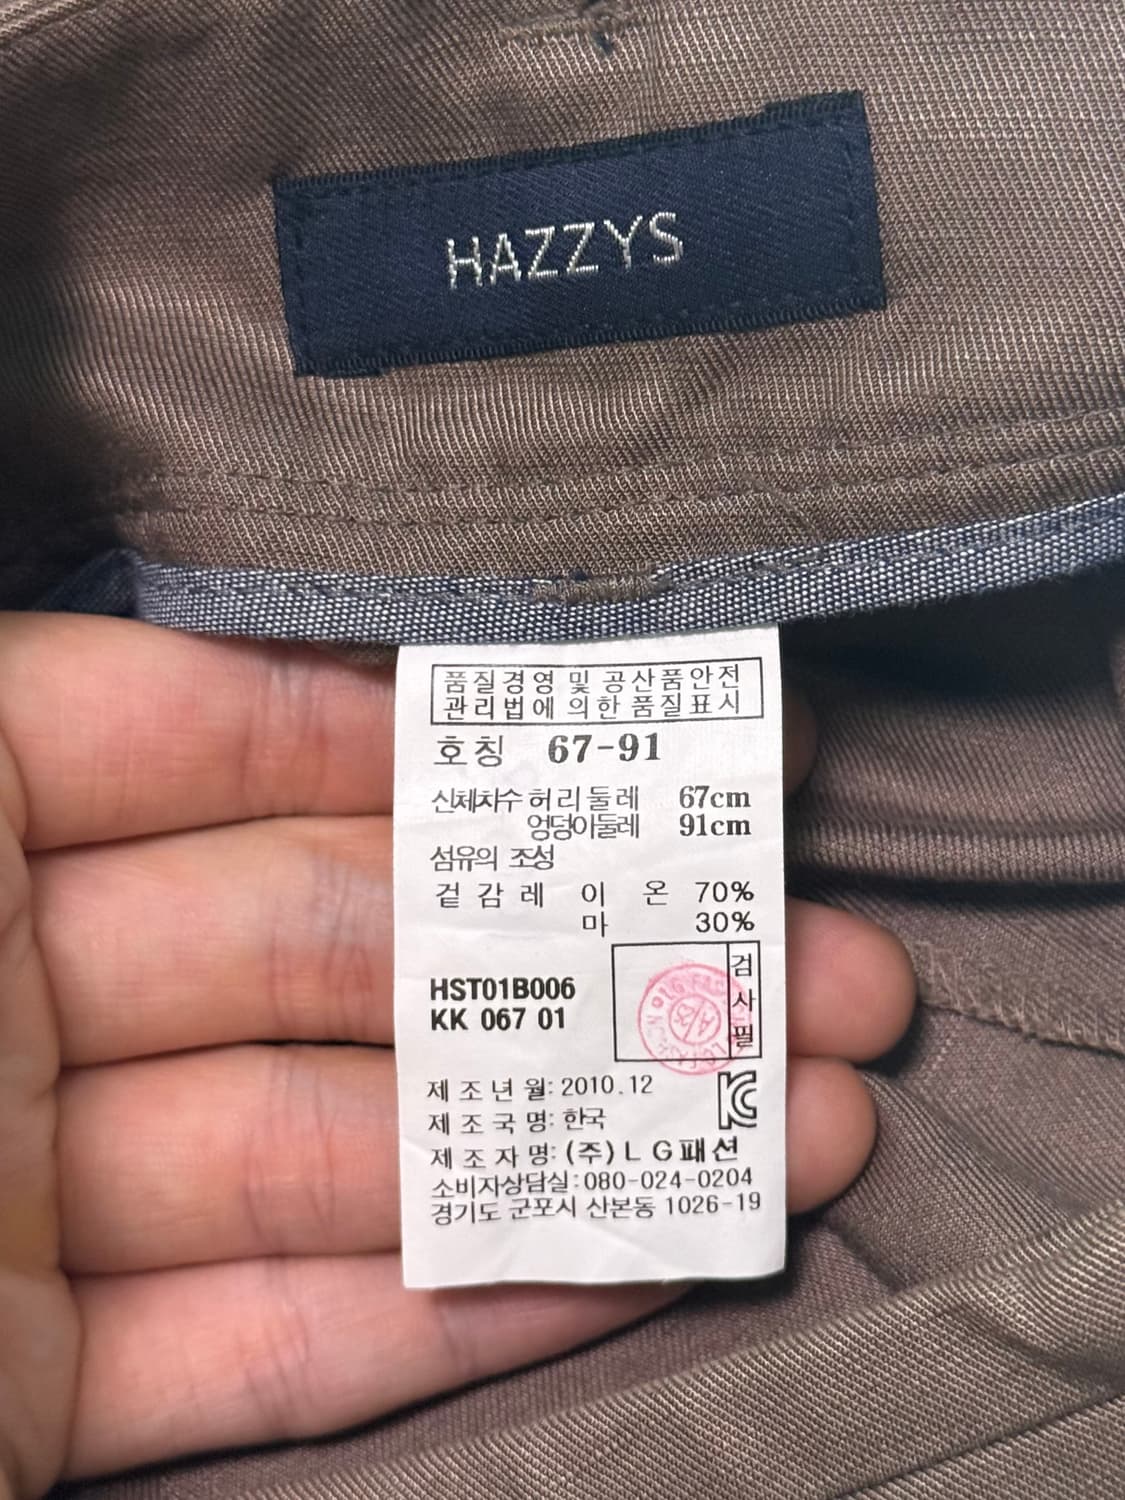 HAZZYS
품질경영 및 공산품안전
관리법에 의한 품질표시
호칭 67-91
신체치수 허리둘레 67cm
엉덩이둘레 91cm
섬유의 조성
겉감 레이온 70%
마 30%
검사필
HST01B006
KK 067 01
제조년월: 2010.12
제조국명: 한국
제조자명: (주)LG패션
소비자상담실: 080-024-0204
경기도 군포시 산본동 1026-19